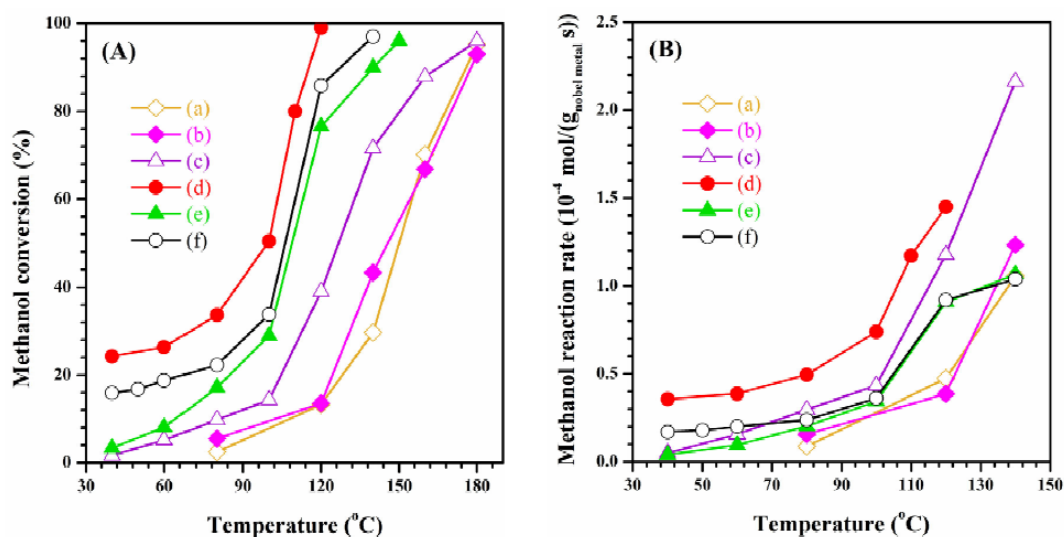 (A)
Methanol conversion (%)
100
80
60
40
20
0
(a)
(b)
(c)
(d)
(e)
(f)
30 60 90 120 150 180
Temperature (°C)
(B)
Methanol reaction rate (10⁻⁴ mol/(g nobel metal s))
2.5
2.0
1.5
1.0
0.5
0.0
(a)
(b)
(c)
(d)
(e)
(f)
30 50 70 90 110 130 150
Temperature (°C)